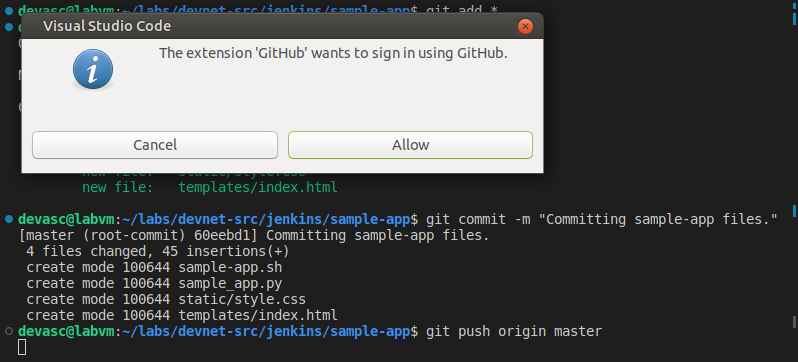 devasc@labvm:~/labs/devnet-src/jenkins/sample-app$ git add *
Visual Studio Code
The extension 'GitHub' wants to sign in using GitHub.
Cancel
Allow
new file:   static/style.css
new file:   templates/index.html
devasc@labvm:~/labs/devnet-src/jenkins/sample-app$ git commit -m "Committing sample-app files."
[master (root-commit) 60eebd1] Committing sample-app files.
4 files changed, 45 insertions(+)
create mode 100644 sample-app.sh
create mode 100644 sample_app.py
create mode 100644 static/style.css
create mode 100644 templates/index.html
devasc@labvm:~/labs/devnet-src/jenkins/sample-app$ git push origin master